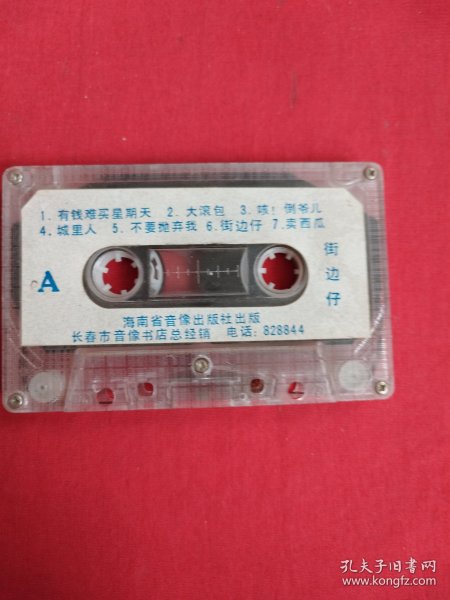 1. 有钱难买星期天 2. 大滚包 3. 咳！倒爷儿
4. 城里人 5. 不要抛弃我 6. 街边仔 7. 卖西瓜
A
街边仔
海南省音像出版社出版
长春市音像书店总经销 电话：828844
孔夫子旧书网
www.kongfz.com